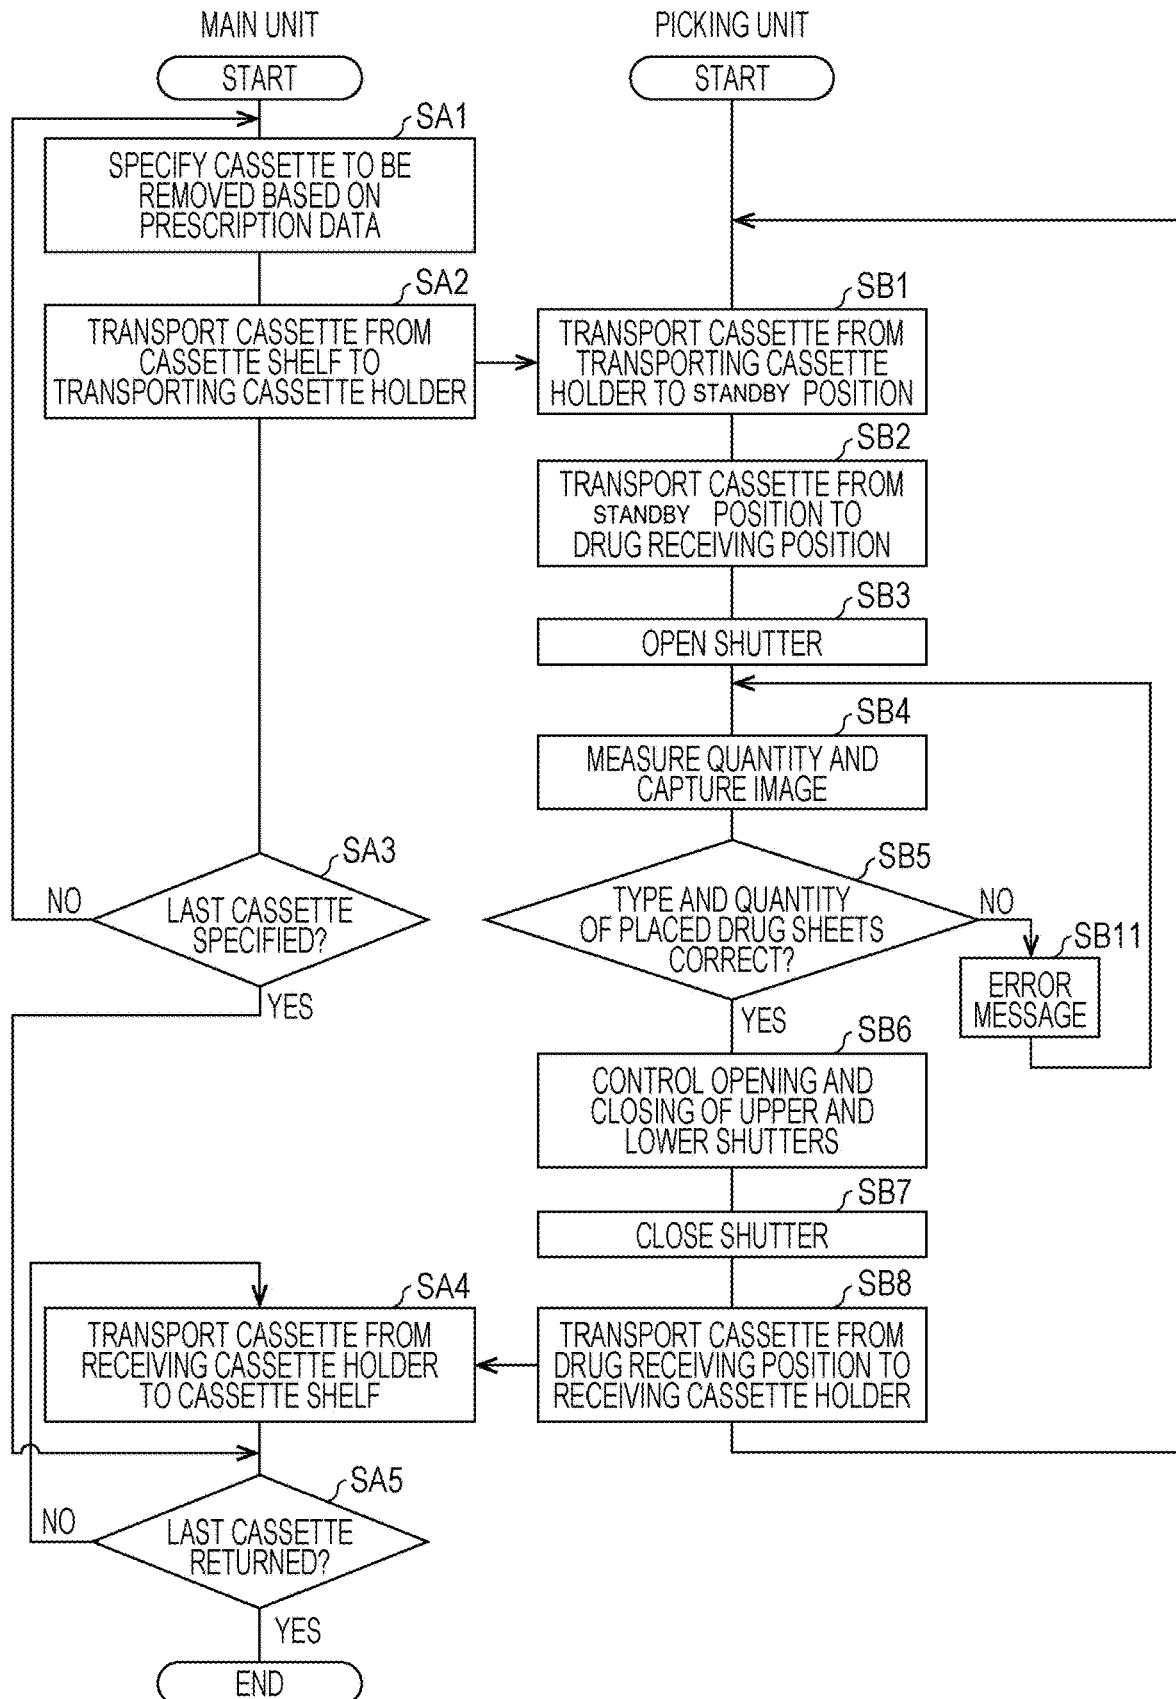 MAIN UNIT
START
SA1
SPECIFY CASSETTE TO BE
REMOVED BASED ON
PRESCRIPTION DATA
SA2
TRANSPORT CASSETTE FROM
CASSETTE SHELF TO
TRANSPORTING CASSETTE HOLDER
SA3
LAST CASSETTE
SPECIFIED?
NO
YES
SA4
TRANSPORT CASSETTE FROM
RECEIVING CASSETTE HOLDER
TO CASSETTE SHELF
SA5
LAST CASSETTE
RETURNED?
NO
YES
END
PICKING UNIT
START
SB1
TRANSPORT CASSETTE FROM
TRANSPORTING CASSETTE
HOLDER TO STANDBY POSITION
SB2
TRANSPORT CASSETTE FROM
STANDBY POSITION TO
DRUG RECEIVING POSITION
SB3
OPEN SHUTTER
SB4
MEASURE QUANTITY AND
CAPTURE IMAGE
SB5
TYPE AND QUANTITY
OF PLACED DRUG SHEETS
CORRECT?
NO
SB11
ERROR
MESSAGE
YES
SB6
CONTROL OPENING AND
CLOSING OF UPPER AND
LOWER SHUTTERS
SB7
CLOSE SHUTTER
SB8
TRANSPORT CASSETTE FROM
DRUG RECEIVING POSITION TO
RECEIVING CASSETTE HOLDER